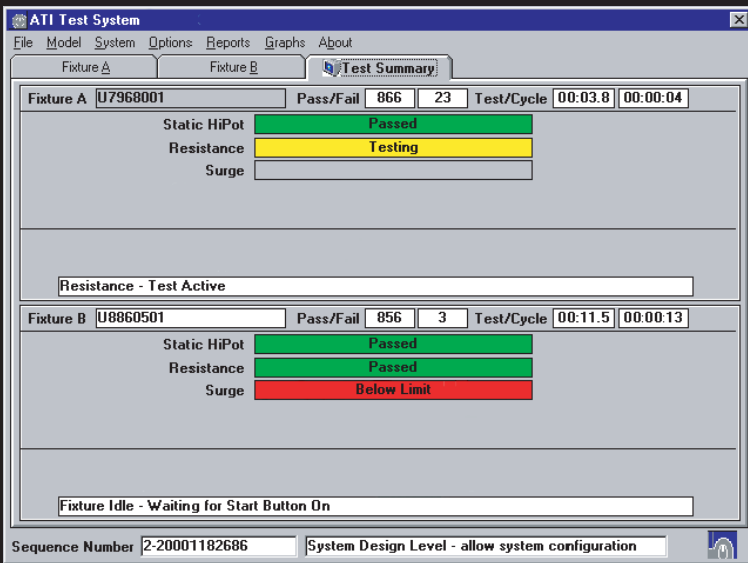 ATI Test System
File Model System Options Reports Graphs About
Fixture A Fixture B Test Summary
Fixture A U7968001 Pass/Fail 866 23 Test/Cycle 00:03.8 00:00:04
Static HiPot Passed
Resistance Testing
Surge
Resistance - Test Active
Fixture B U8860501 Pass/Fail 856 3 Test/Cycle 00:11.5 00:00:13
Static HiPot Passed
Resistance Passed
Surge Below Limit
Fixture Idle - Waiting for Start Button On
Sequence Number 2-20001182686 System Design Level - allow system configuration